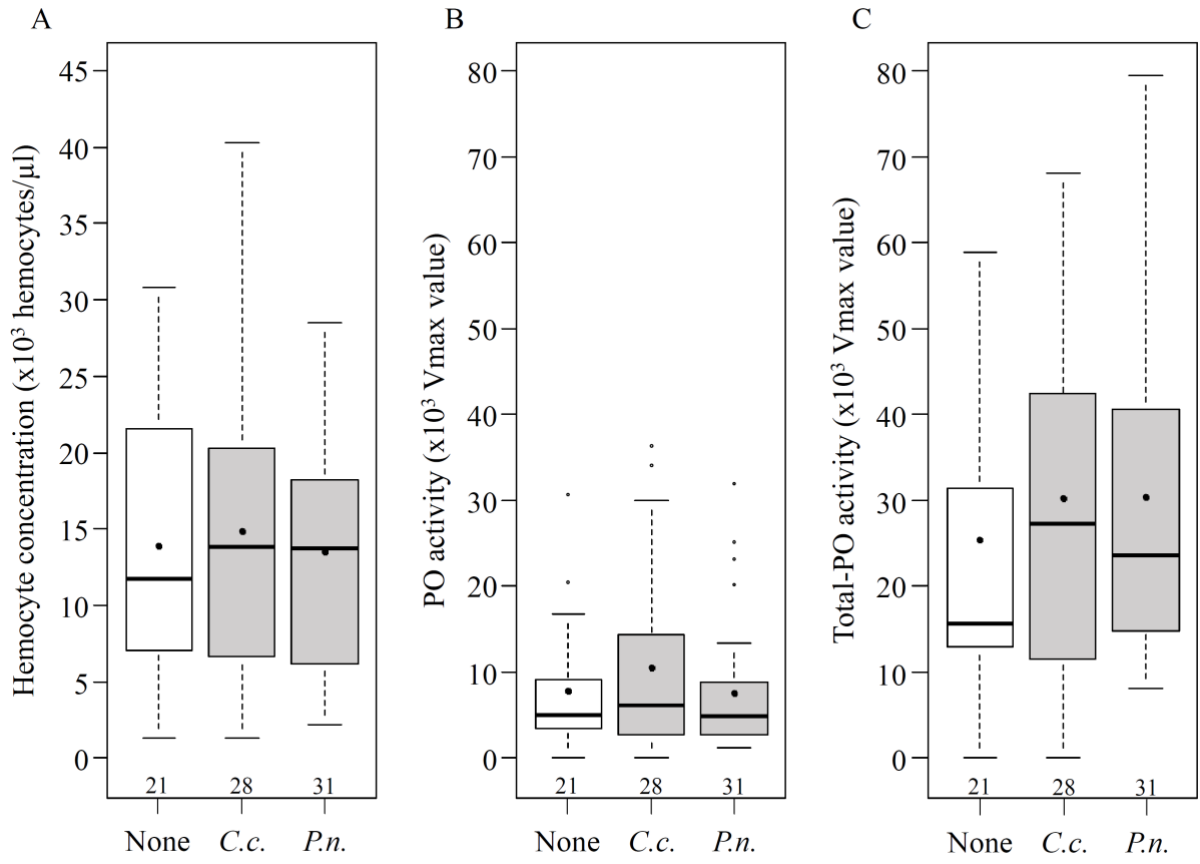 A
Hemocyte concentration (x10³ hemocytes/µl)
45
40
35
30
25
20
15
10
5
0
21 28 31
None C.c. P.n.
B
PO activity (x10³ Vmax value)
80
70
60
50
40
30
20
10
0
21 28 31
None C.c. P.n.
C
Total-PO activity (x10³ Vmax value)
80
70
60
50
40
30
20
10
0
21 28 31
None C.c. P.n.